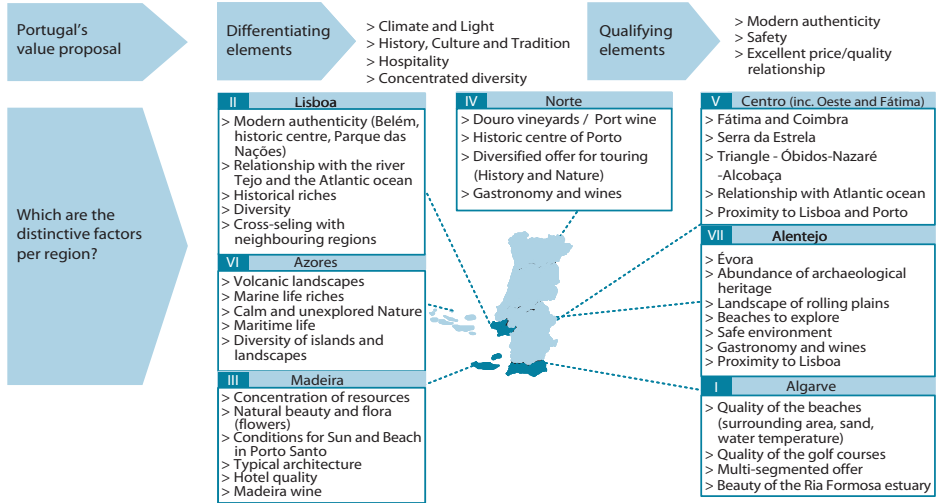 Portugal's
value proposal
Differentiating
elements
> Climate and Light
> History, Culture and Tradition
> Hospitality
> Concentrated diversity
Qualifying
elements
> Modern authenticity
> Safety
> Excellent price/quality
relationship
Which are the
distinctive factors
per region?
II Lisboa
> Modern authenticity (Belém,
historic centre, Parque das
Nações)
> Relationship with the river
Tejo and the Atlantic ocean
> Historical riches
> Diversity
> Cross-seling with
neighbouring regions
IV Norte
> Douro vineyards / Port wine
> Historic centre of Porto
> Diversified offer for touring
(History and Nature)
> Gastronomy and wines
V Centro (inc. Oeste and Fátima)
> Fátima and Coimbra
> Serra da Estrela
> Triangle - Óbidos-Nazaré
-Alcobaça
> Relationship with Atlantic ocean
> Proximity to Lisboa and Porto
VI Azores
> Volcanic landscapes
> Marine life riches
> Calm and unexplored Nature
> Maritime life
> Diversity of islands and
landscapes
VII Alentejo
> Évora
> Abundance of archaeological
heritage
> Landscape of rolling plains
> Beaches to explore
> Safe environment
> Gastronomy and wines
> Proximity to Lisboa
III Madeira
> Concentration of resources
> Natural beauty and flora
(flowers)
> Conditions for Sun and Beach
in Porto Santo
> Typical architecture
> Hotel quality
> Madeira wine
I Algarve
> Quality of the beaches
(surrounding area, sand,
water temperature)
> Quality of the golf courses
> Multi-segmented offer
> Beauty of the Ria Formosa estuary